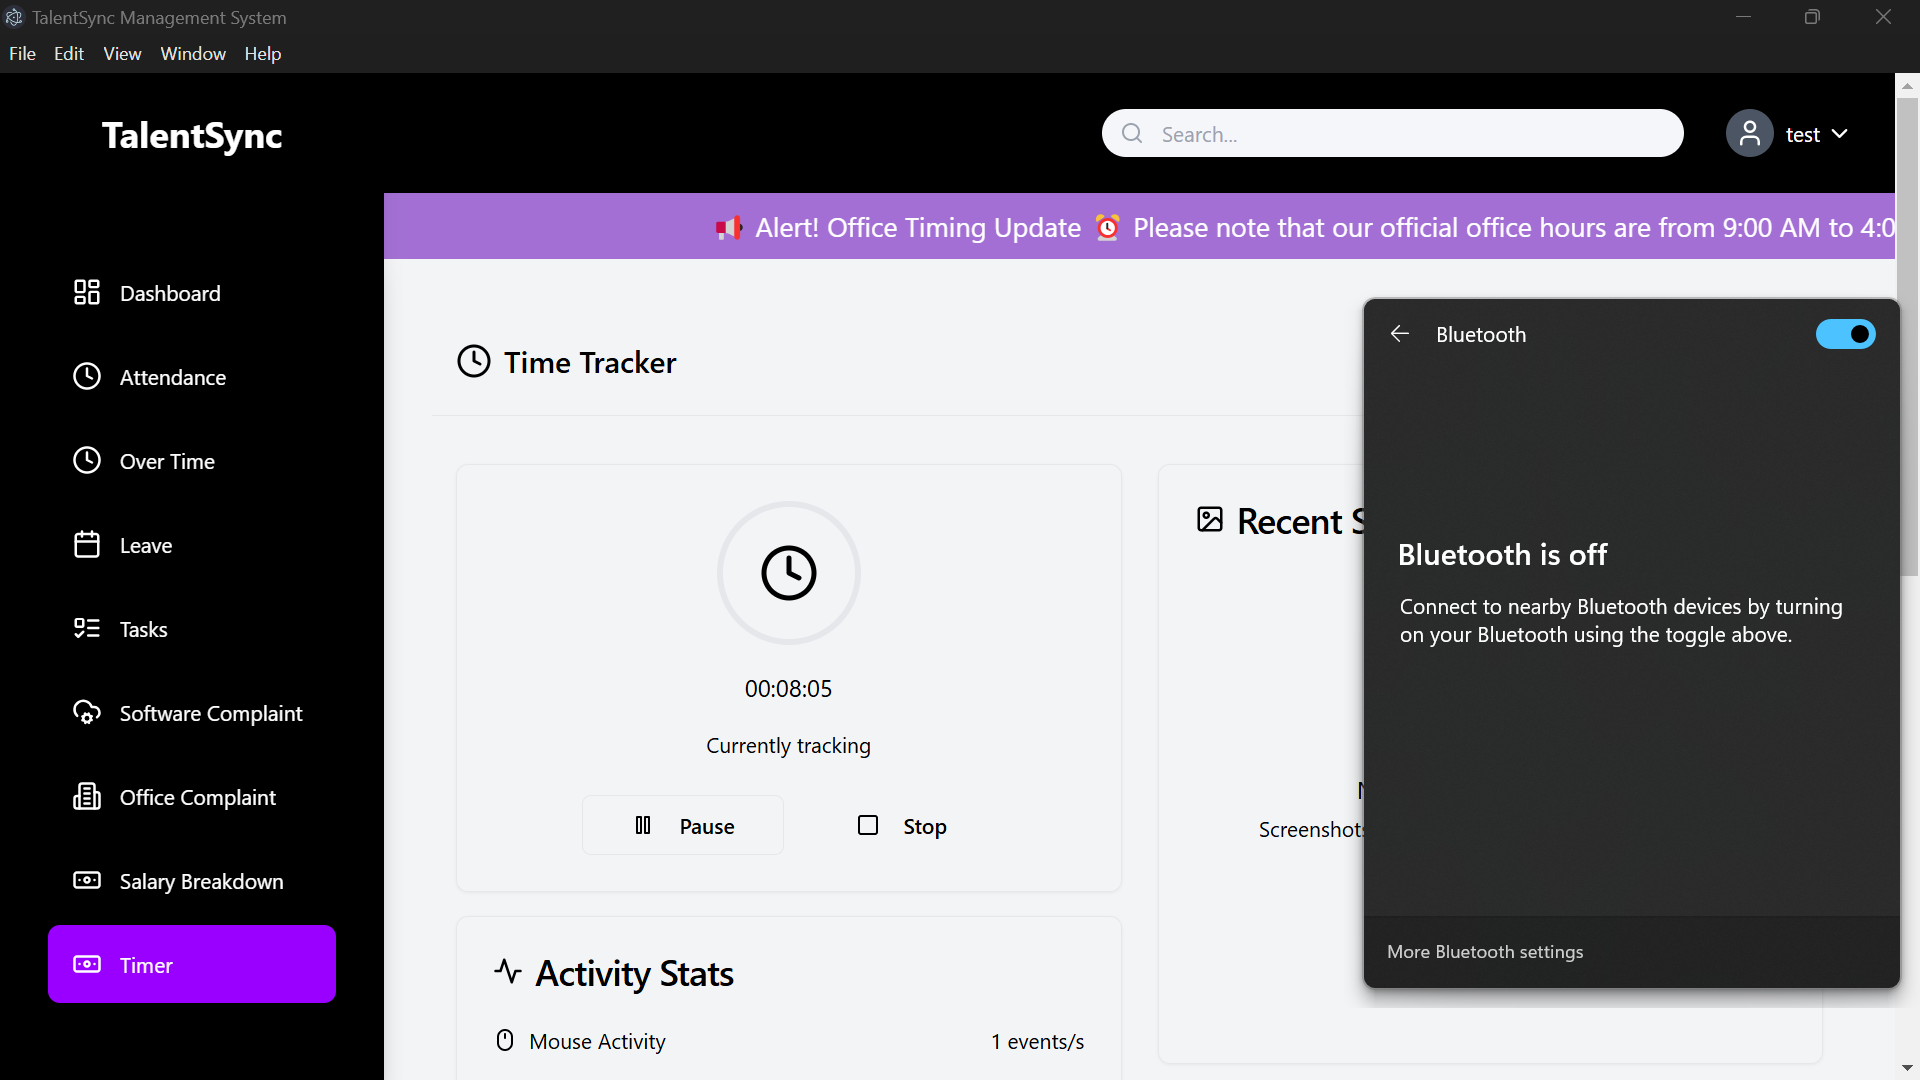 TalentSync Management System
File Edit View Window Help
TalentSync
Search...
test
Alert! Office Timing Update ⏰ Please note that our official office hours are from 9:00 AM to 4:0
Dashboard
Attendance
Over Time
Leave
Tasks
Software Complaint
Office Complaint
Salary Breakdown
Timer
Time Tracker
00:08:05
Currently tracking
Pause
Stop
Activity Stats
Mouse Activity 1 events/s
Recent S
Screenshots
Bluetooth
Bluetooth is off
Connect to nearby Bluetooth devices by turning
on your Bluetooth using the toggle above.
More Bluetooth settings